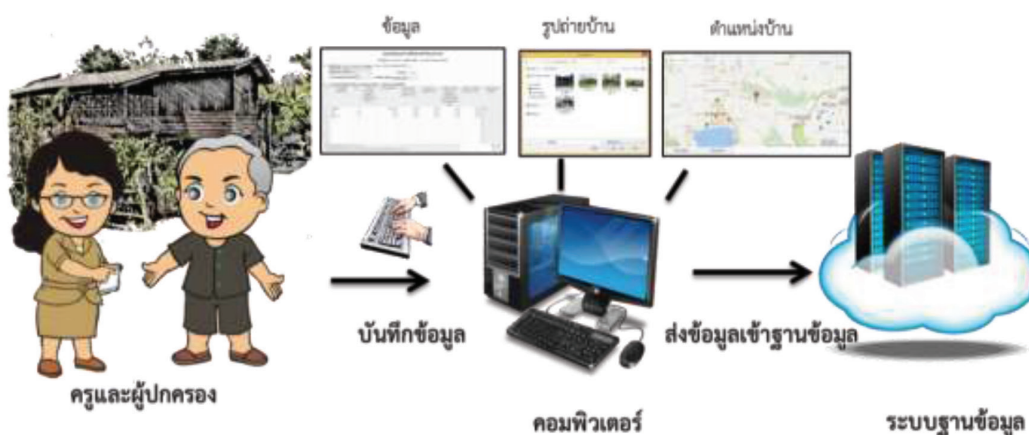 ข้อมูล
รูปถ่ายบ้าน
ตำแหน่งบ้าน
บันทึกข้อมูล
ส่งข้อมูลเข้าฐานข้อมูล
ครูและผู้ปกครอง
คอมพิวเตอร์
ระบบฐานข้อมูล